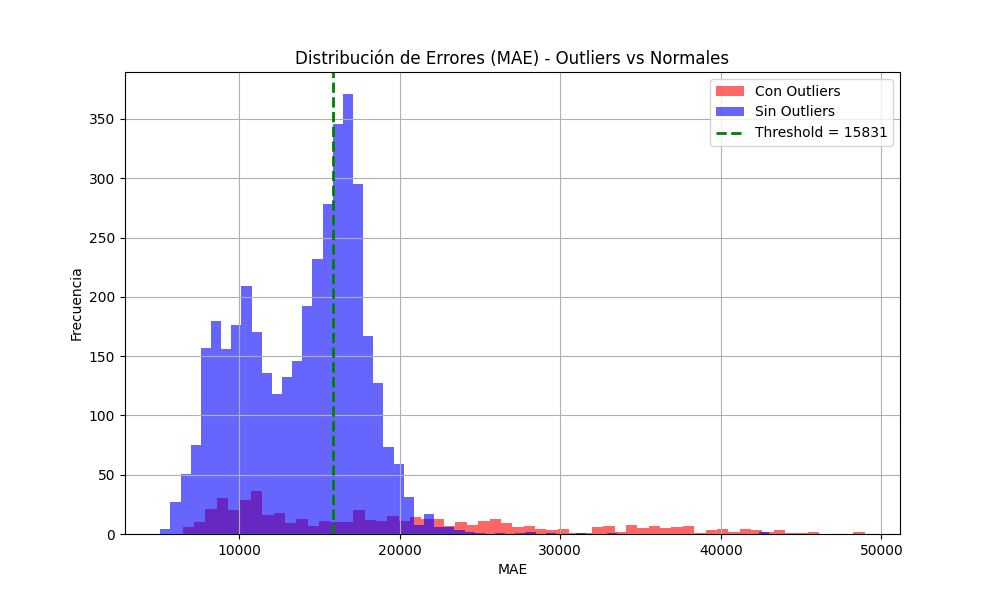 Distribución de Errores (MAE) - Outliers vs Normales
Con Outliers
Sin Outliers
Threshold = 15831
Frecuencia
350
300
250
200
150
100
50
0
10000 20000 30000 40000 50000
MAE